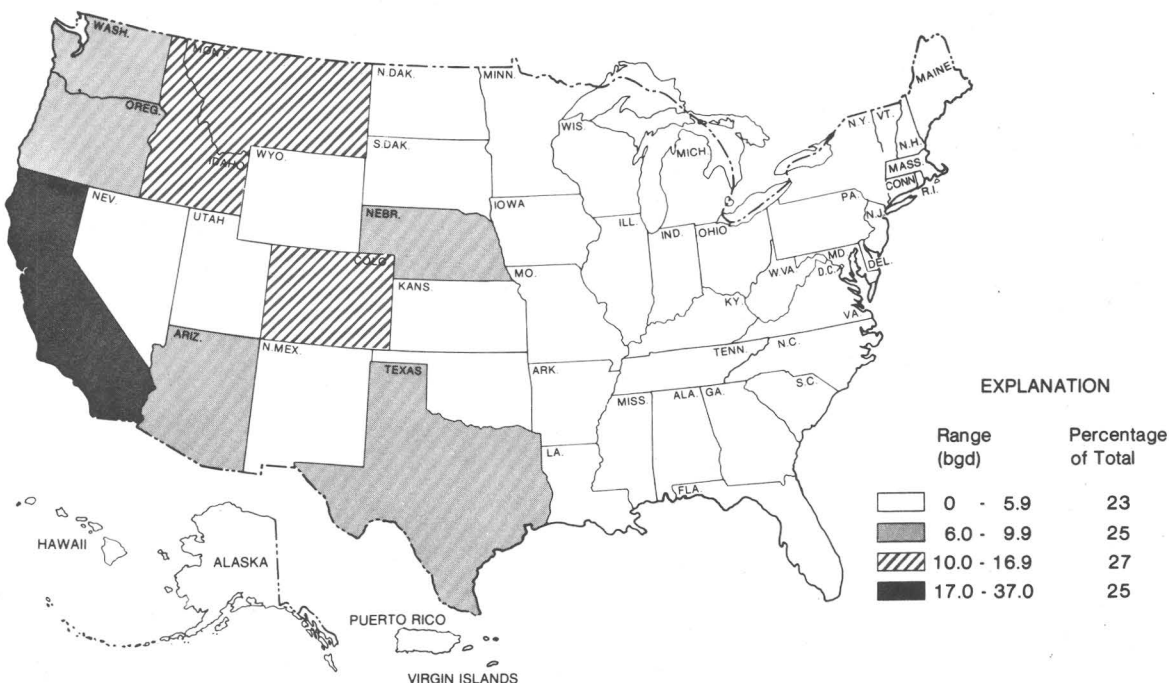 WASH.
MONT.
N.DAK.
MINN.
MAINE
OREG.
IDAHO
WYO.
S.DAK.
WIS.
MICH.
N.Y.
VT.
N.H.
MASS.
CONN.
R.I.
NEV.
UTAH
NEBR.
IOWA
ILL.
IND.
OHIO
PA.
N.J.
COLO.
KANS.
MO.
KY.
W.VA.
MD.
D.C.
DEL.
VA.
ARIZ.
N.MEX.
TEXAS
ARK.
TENN.
N.C.
S.C.
MISS.
ALA.
GA.
LA.
FLA.
HAWAII
ALASKA
PUERTO RICO
VIRGIN ISLANDS
EXPLANATION
Range Percentage
(bgd) of Total
0 - 5.9 23
6.0 - 9.9 25
10.0 - 16.9 27
17.0 - 37.0 25